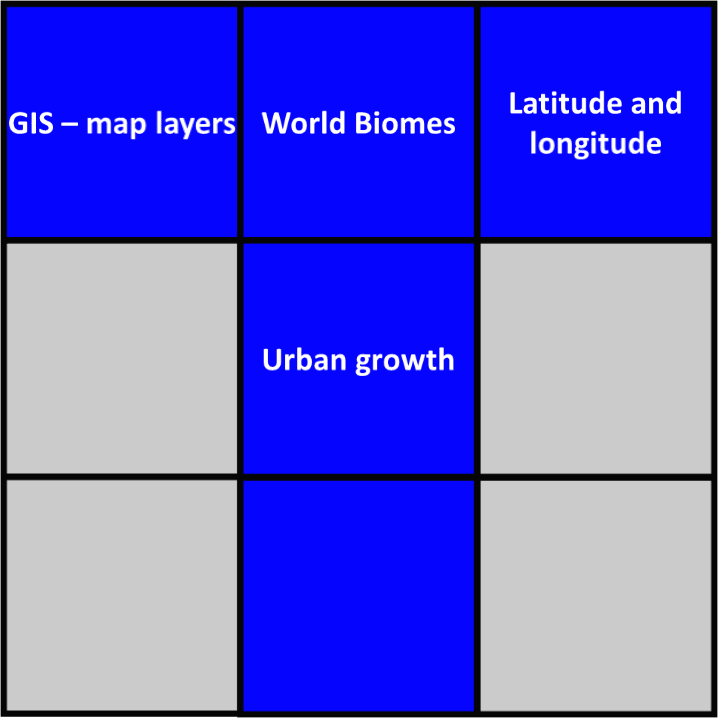 GIS – map layers
World Biomes
Latitude and
longitude
Urban growth